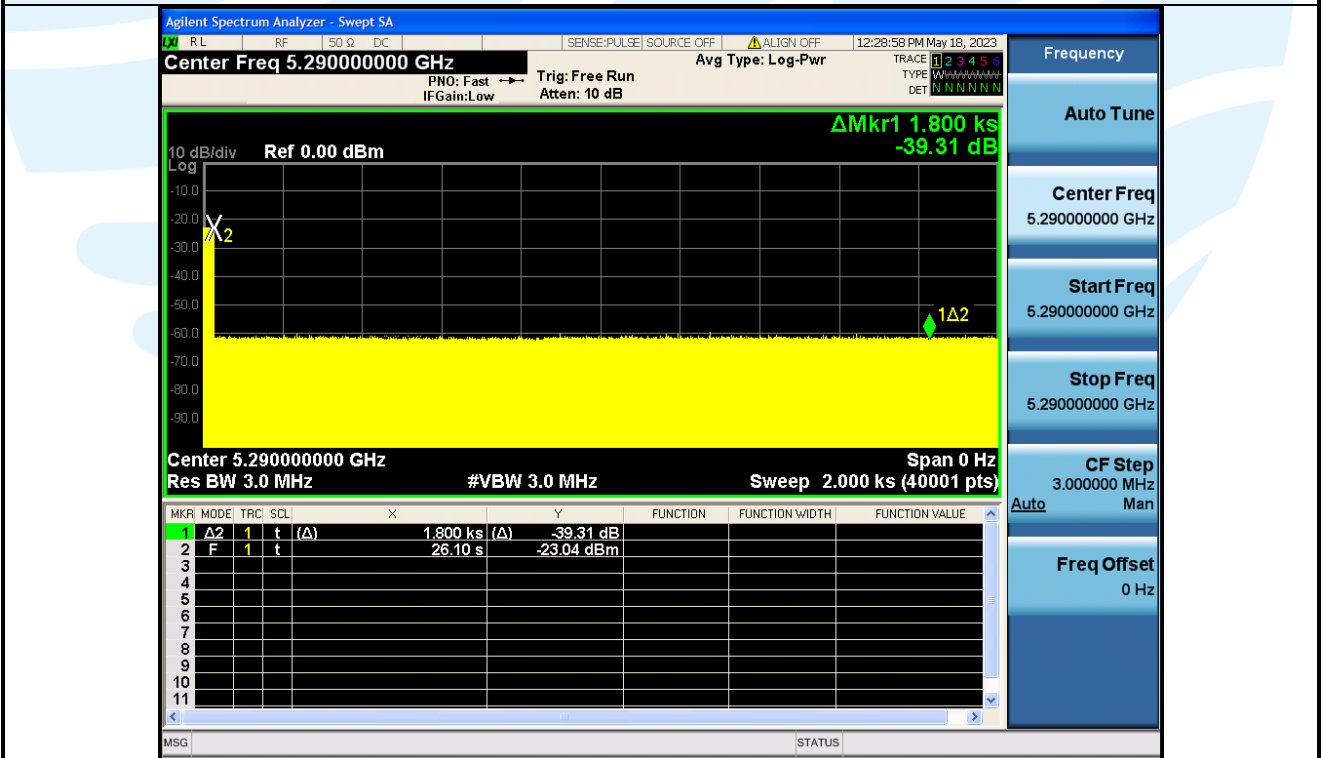 Agilent Spectrum Analyzer - Swept SA
LXI RL RF 50 Ω DC SENSE:PULSE SOURCE OFF ALIGN OFF 12:28:58 PM May 18, 2023
Center Freq 5.290000000 GHz
PNO: Fast
IFGain:Low
Trig: Free Run
Atten: 10 dB
Avg Type: Log-Pwr
TRACE 1 2 3 4 5 6
TYPE WWWWWW
DET N N N N N N
ΔMkr1 1.800 ks
-39.31 dB
10 dB/div Ref 0.00 dBm
Log
-10.0
-20.0
-30.0
-40.0
-50.0
-60.0
-70.0
-80.0
-90.0
2
1Δ2
Center 5.290000000 GHz Span 0 Hz
Res BW 3.0 MHz #VBW 3.0 MHz Sweep 2.000 ks (40001 pts)
MKR MODE TRC SCL X Y FUNCTION FUNCTION WIDTH FUNCTION VALUE
1 Δ2 1 t (Δ) 1.800 ks (Δ) -39.31 dB
2 F 1 t 26.10 s -23.04 dBm
3
4
5
6
7
8
9
10
11
MSG STATUS
Frequency
Auto Tune
Center Freq
5.290000000 GHz
Start Freq
5.290000000 GHz
Stop Freq
5.290000000 GHz
CF Step
3.000000 MHz
Auto Man
Freq Offset
0 Hz